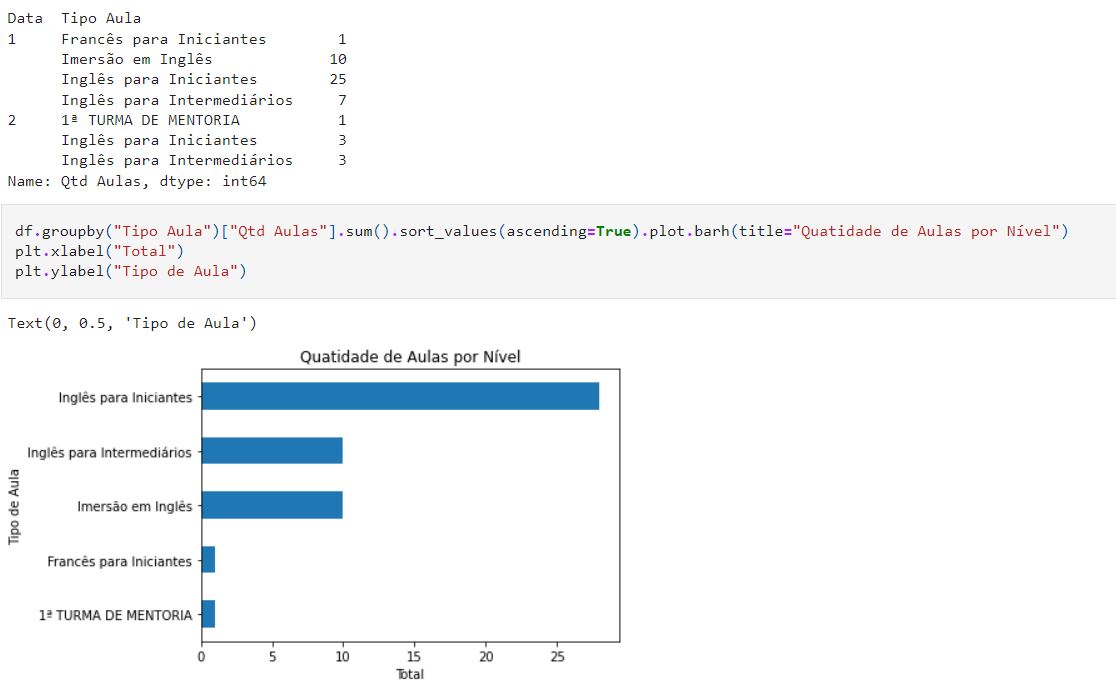 Data  Tipo Aula
1     Francês para Iniciantes        1
      Imersão em Inglês             10
      Inglês para Iniciantes        25
      Inglês para Intermediários     7
2     1ª TURMA DE MENTORIA           1
      Inglês para Iniciantes         3
      Inglês para Intermediários     3
Name: Qtd Aulas, dtype: int64
df.groupby("Tipo Aula")["Qtd Aulas"].sum().sort_values(ascending=True).plot.barh(title="Quatidade de Aulas por Nível")
plt.xlabel("Total")
plt.ylabel("Tipo de Aula")
Text(0, 0.5, 'Tipo de Aula')
Quatidade de Aulas por Nível
Tipo de Aula
Inglês para Iniciantes
Inglês para Intermediários
Imersão em Inglês
Francês para Iniciantes
1ª TURMA DE MENTORIA
0 5 10 15 20 25
Total